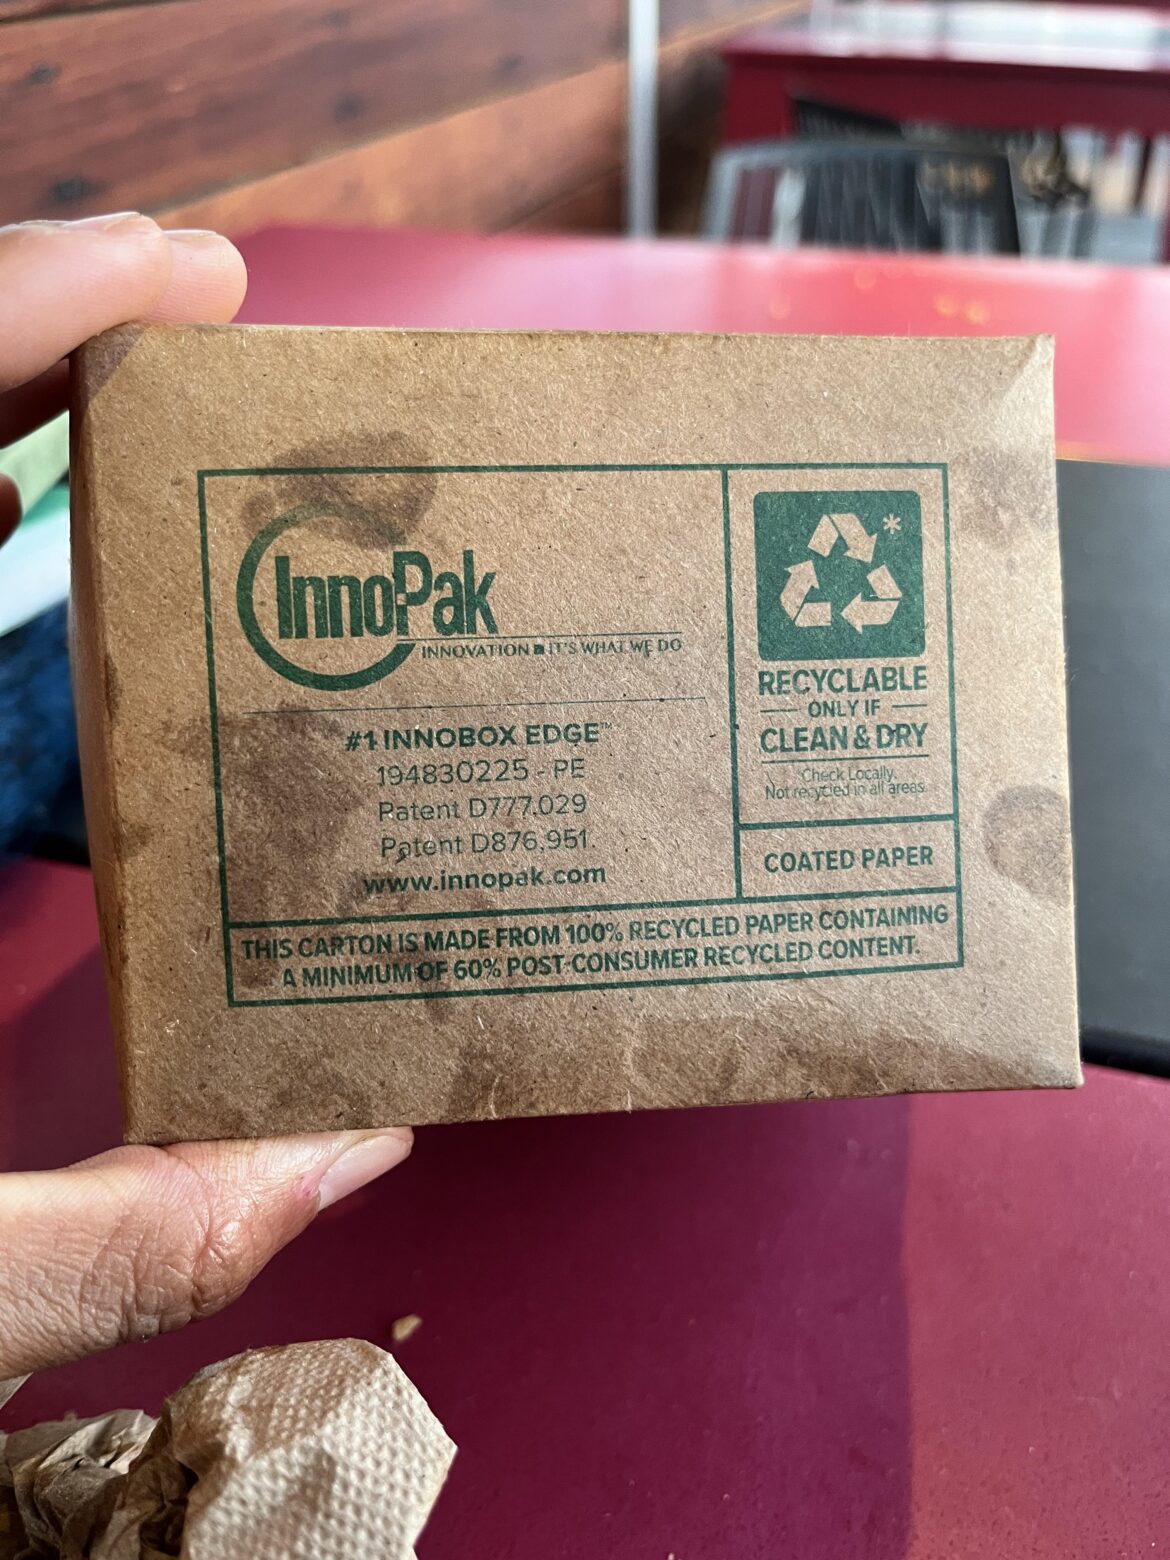 InnoPak
INNOVATION ■ IT'S WHAT WE DO
#1 INNOBOX EDGE™
194830225 - PE
Patent D777,029
Patent D876,951.
www.innopak.com
*
RECYCLABLE
ONLY IF
CLEAN & DRY
Check Locally.
Not recycled in all areas.
COATED PAPER
THIS CARTON IS MADE FROM 100% RECYCLED PAPER CONTAINING
A MINIMUM OF 60% POST-CONSUMER RECYCLED CONTENT.